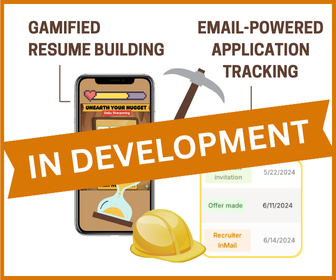 GAMIFIED
RESUME BUILDING
EMAIL-POWERED
APPLICATION
TRACKING
UNEARTH YOUR NUGGET
IN DEVELOPMENT
invitation
5/22/2024
Offer made
6/11/2024
Recruiter
InMail
6/14/2024